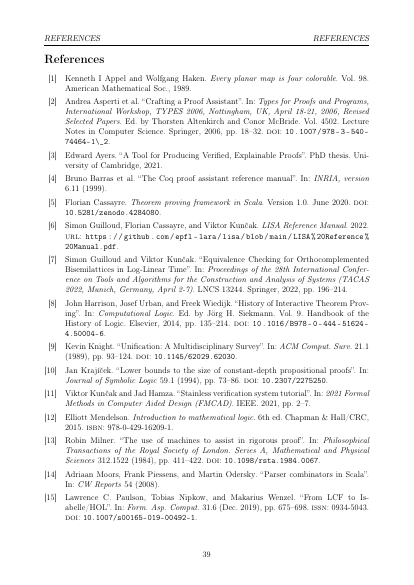 REFERENCES REFERENCES
References
[1] Kenneth I Appel and Wolfgang Haken. Every planar map is four colorable. Vol. 98.
American Mathematical Soc., 1989.
[2] Andrea Asperti et al. “Crafting a Proof Assistant”. In: Types for Proofs and Programs,
International Workshop, TYPES 2006, Nottingham, UK, April 18-21, 2006, Revised
Selected Papers. Ed. by Thorsten Altenkirch and Conor McBride. Vol. 4502. Lecture
Notes in Computer Science. Springer, 2006, pp. 18–32. DOI: 10.1007/978-3-540-
74464-1\_2.
[3] Edward Ayers. “A Tool for Producing Verified, Explainable Proofs”. PhD thesis. Uni-
versity of Cambridge, 2021.
[4] Bruno Barras et al. “The Coq proof assistant reference manual”. In: INRIA, version
6.11 (1999).
[5] Florian Cassayre. Theorem proving framework in Scala. Version 1.0. June 2020. DOI:
10.5281/zenodo.4284080.
[6] Simon Guilloud, Florian Cassayre, and Viktor Kunčak. LISA Reference Manual. 2022.
URL: https://github.com/epfl-lara/lisa/blob/main/LISA%20Reference%
20Manual.pdf.
[7] Simon Guilloud and Viktor Kunčak. “Equivalence Checking for Orthocomplemented
Bisemilattices in Log-Linear Time”. In: Proceedings of the 28th International Confer-
ence on Tools and Algorithms for the Construction and Analysis of Systems (TACAS
2022, Munich, Germany, April 2-7). LNCS 13244. Springer, 2022, pp. 196–214.
[8] John Harrison, Josef Urban, and Freek Wiedijk. “History of Interactive Theorem Prov-
ing”. In: Computational Logic. Ed. by Jörg H. Siekmann. Vol. 9. Handbook of the
History of Logic. Elsevier, 2014, pp. 135–214. DOI: 10.1016/B978-0-444-51624-
4.50004-6.
[9] Kevin Knight. “Unification: A Multidisciplinary Survey”. In: ACM Comput. Surv. 21.1
(1989), pp. 93–124. DOI: 10.1145/62029.62030.
[10] Jan Krajíček. “Lower bounds to the size of constant-depth propositional proofs”. In:
Journal of Symbolic Logic 59.1 (1994), pp. 73–86. DOI: 10.2307/2275250.
[11] Viktor Kunčak and Jad Hamza. “Stainless verification system tutorial”. In: 2021 Formal
Methods in Computer Aided Design (FMCAD). IEEE. 2021, pp. 2–7.
[12] Elliott Mendelson. Introduction to mathematical logic. 6th ed. Chapman & Hall/CRC,
2015. ISBN: 978-0-429-16209-1.
[13] Robin Milner. “The use of machines to assist in rigorous proof”. In: Philosophical
Transactions of the Royal Society of London. Series A, Mathematical and Physical
Sciences 312.1522 (1984), pp. 411–422. DOI: 10.1098/rsta.1984.0067.
[14] Adriaan Moors, Frank Piessens, and Martin Odersky. “Parser combinators in Scala”.
In: CW Reports 54 (2008).
[15] Lawrence C. Paulson, Tobias Nipkow, and Makarius Wenzel. “From LCF to Is-
abelle/HOL”. In: Form. Asp. Comput. 31.6 (Dec. 2019), pp. 675–698. ISSN: 0934-5043.
DOI: 10.1007/s00165-019-00492-1.
39